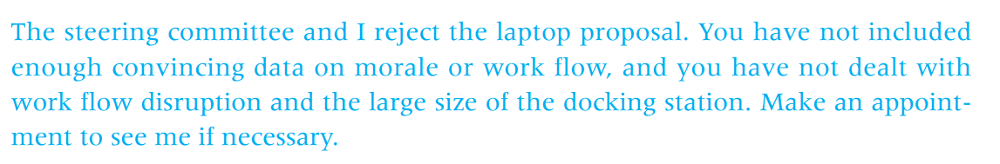 The steering committee and I reject the laptop proposal. You have not included
enough convincing data on morale or work flow, and you have not dealt with
work flow disruption and the large size of the docking station. Make an appoint-
ment to see me if necessary.